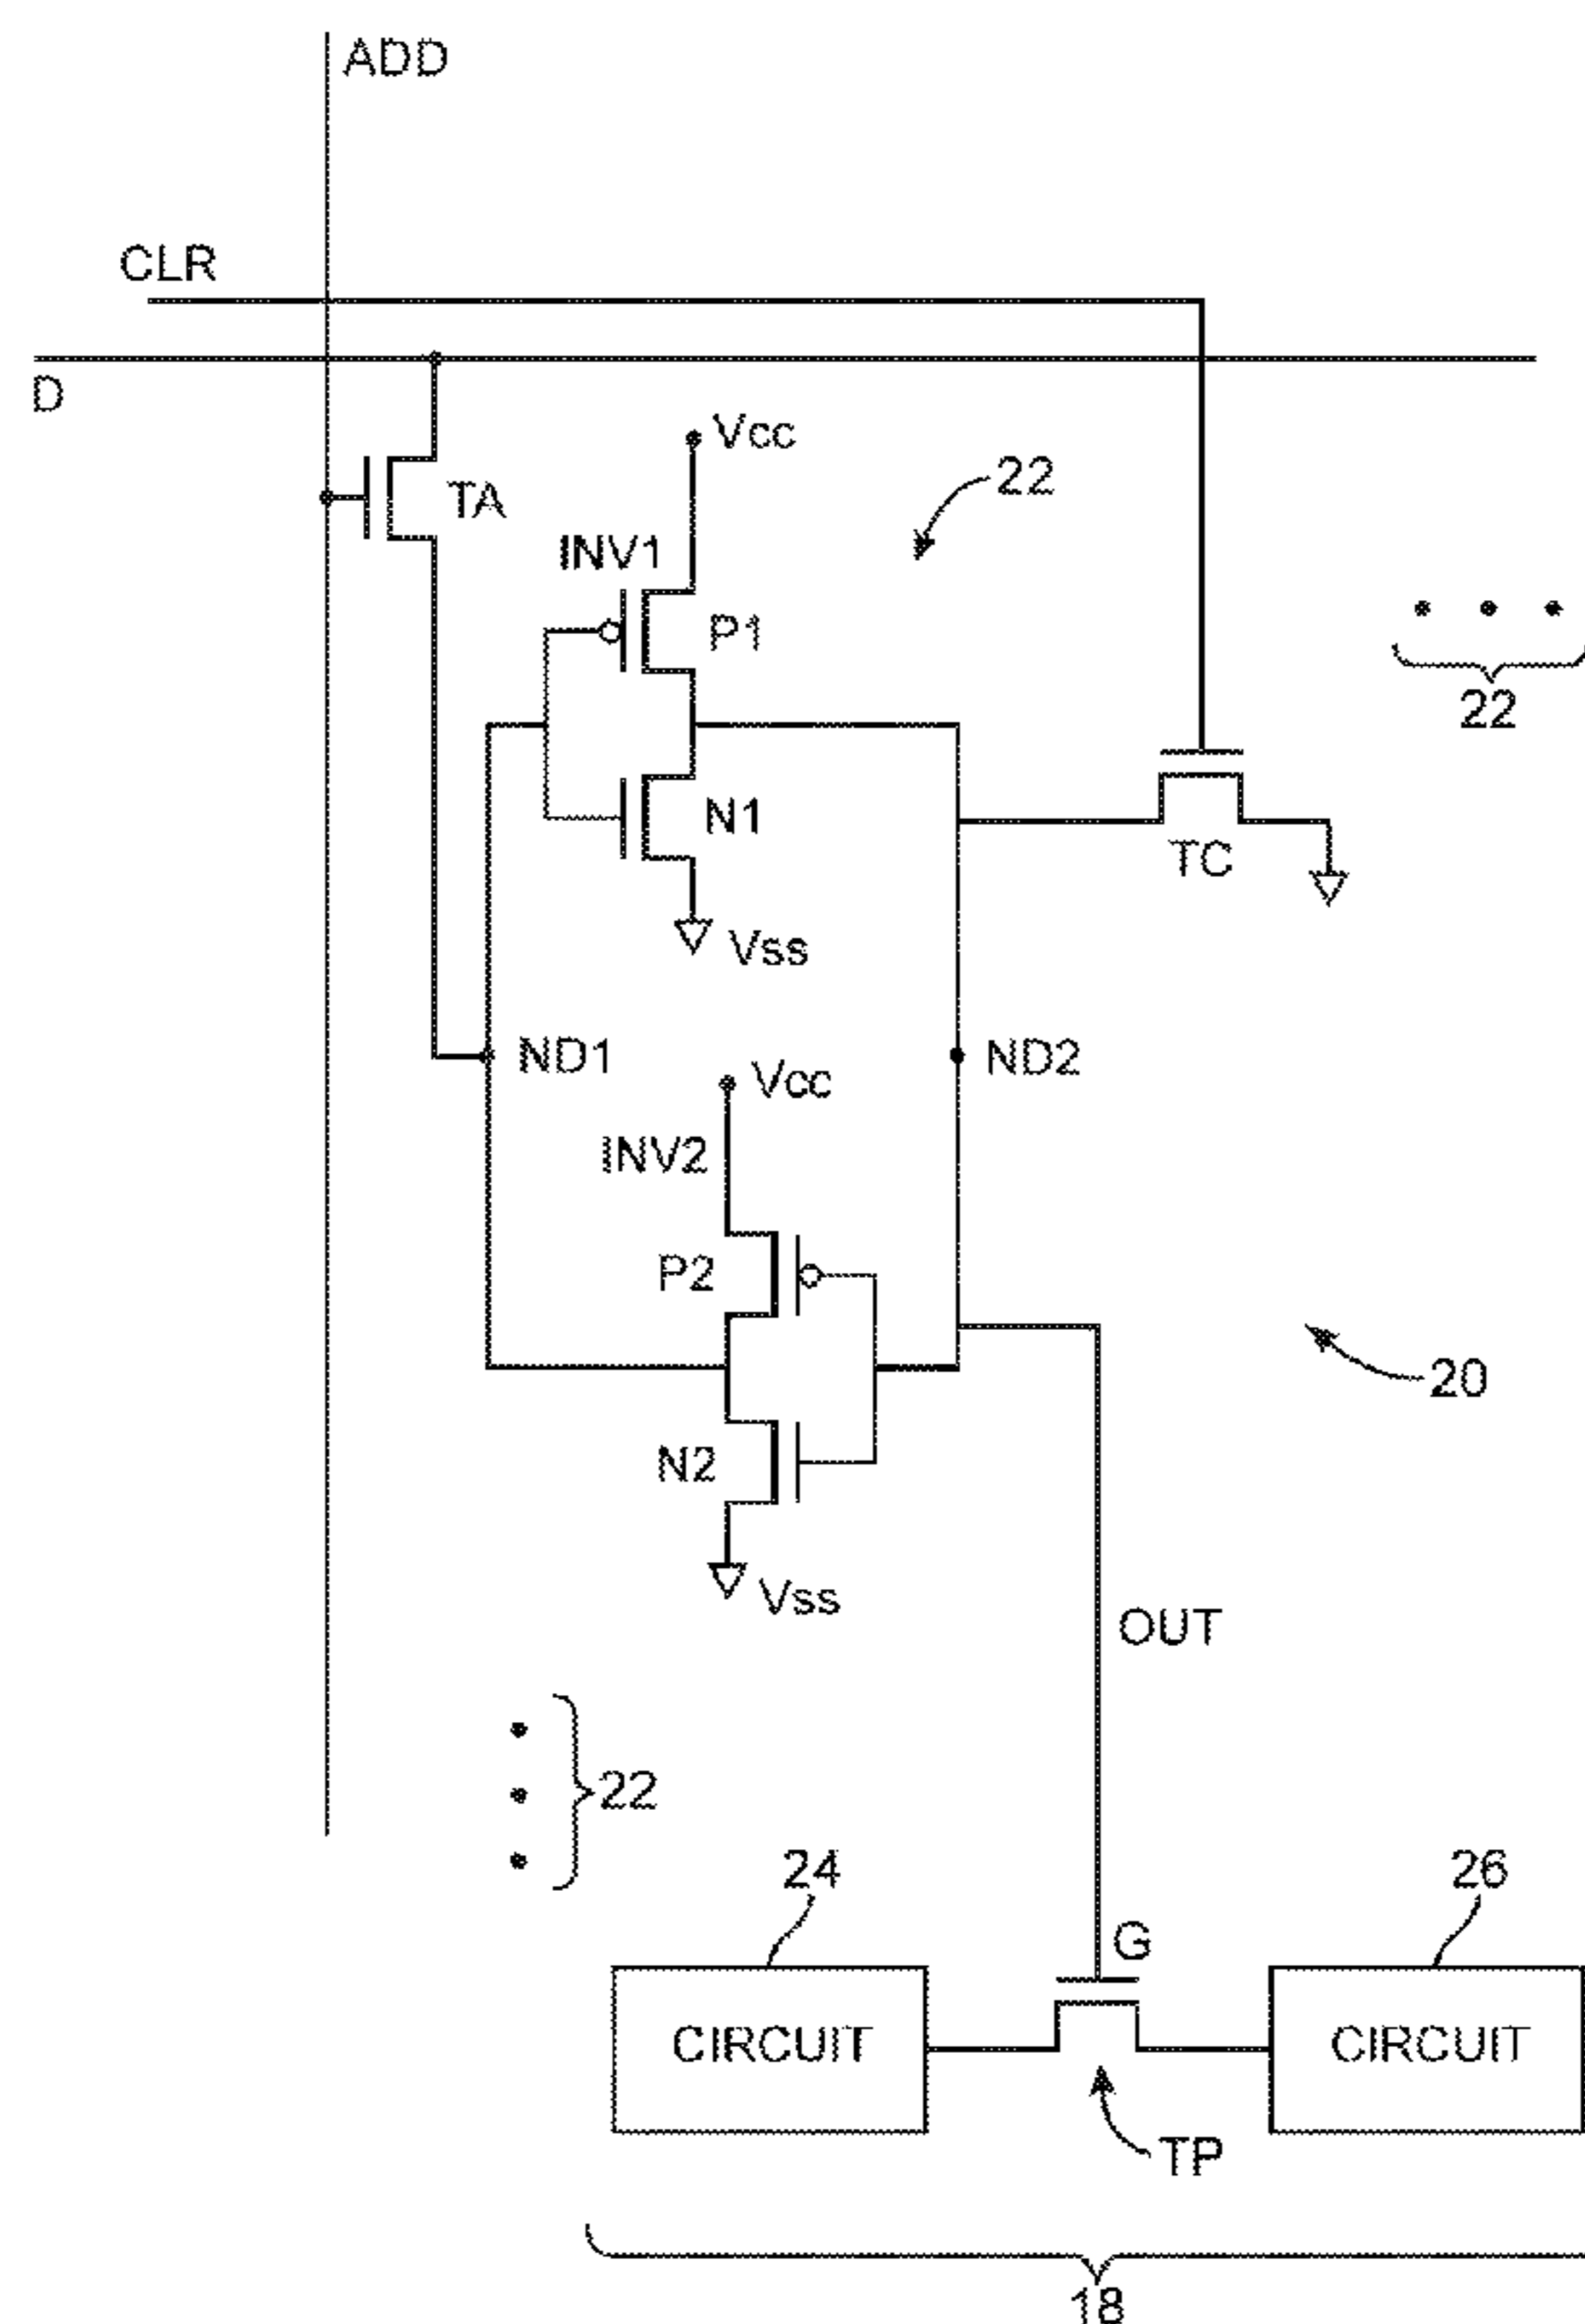 ADD
CLR
D
Vcc
22
TA
INV1
P1
22
N1
TC
Vss
ND1
ND2
Vcc
INV2
P2
20
N2
Vss
OUT
22
24
26
G
CIRCUIT
CIRCUIT
TP
18